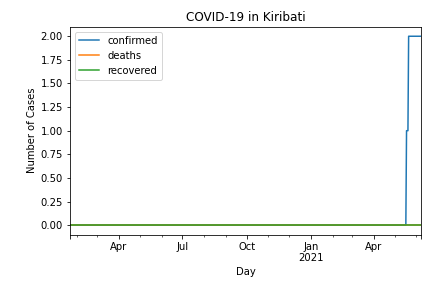 COVID-19 in Kiribati
confirmed
deaths
recovered
Number of Cases
2.00
1.75
1.50
1.25
1.00
0.75
0.50
0.25
0.00
Apr
Jul
Oct
Jan
2021
Apr
Day